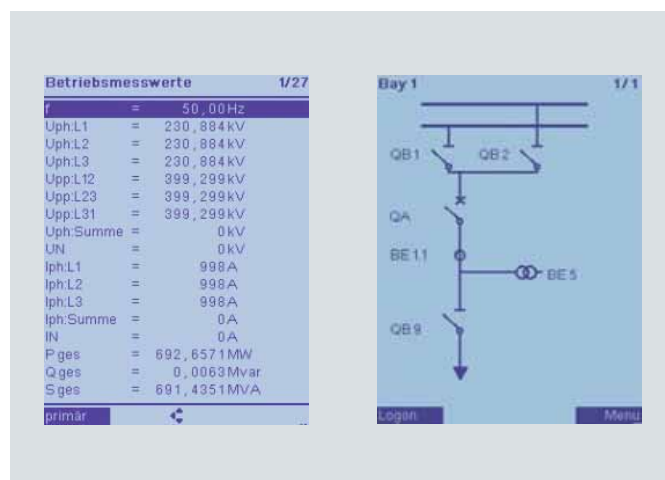 Betriebsmesswerte 1/27
f = 50,00Hz
Uph:L1 = 230,884kV
Uph:L2 = 230,884kV
Uph:L3 = 230,884kV
Upp:L12 = 399,299kV
Upp:L23 = 399,299kV
Upp:L31 = 399,299kV
Uph:Summe = 0kV
UN = 0kV
Iph:L1 = 998A
Iph:L2 = 998A
Iph:L3 = 998A
Iph:Summe = 0A
IN = 0A
P ges = 692,6571MW
Q ges = 0,0063Mvar
S ges = 691,4351MVA
primär
Bay 1 1/1
QB1 QB2
QA
BE1.1
BE5
QB9
Logon Menu